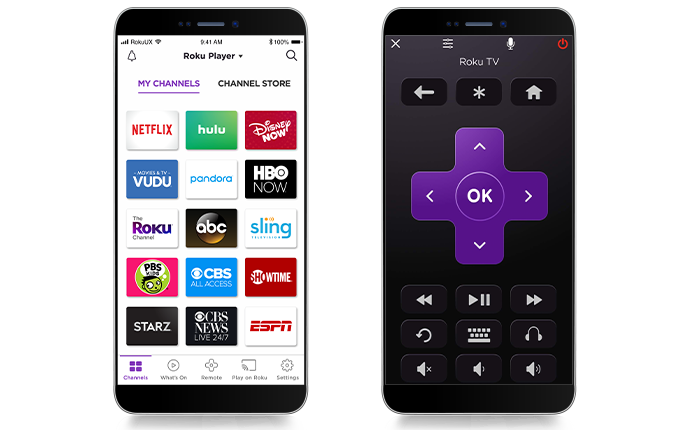 RokuUX 9:41 AM 100%
Roku Player
MY CHANNELS CHANNEL STORE
NETFLIX hulu Disney NOW
MOVIES & TV
VUDU pandora HBO NOW
The Roku Channel abc sling TELEVISION
PBS KIDS CBS ALL ACCESS SHOWTIME
STARZ CBS NEWS LIVE 24/7 ESPN
Channels What's On Remote Play on Roku Settings
Roku TV
OK